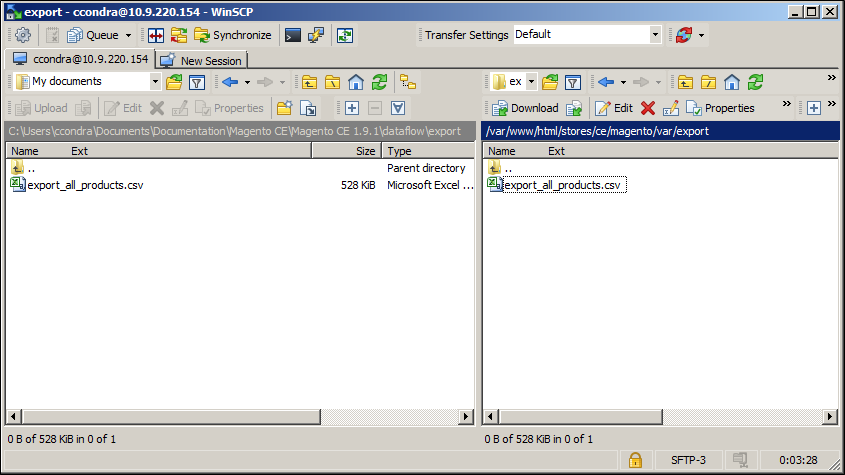 export - ccondra@10.9.220.154 - WinSCP
Queue Synchronize Transfer Settings Default
ccondra@10.9.220.154 New Session
My documents ex »
Upload Edit Properties Download Edit Properties » »
C:\Users\ccondra\Documents\Documentation\Magento CE\Magento CE 1.9.1\dataflow\export /var/www/html/stores/ce/magento/var/export
Name Ext Size Type Name Ext
.. Parent directory ..
export_all_products.csv 528 KiB Microsoft Excel ... export_all_products.csv
0 B of 528 KiB in 0 of 1 0 B of 528 KiB in 0 of 1
SFTP-3 0:03:28